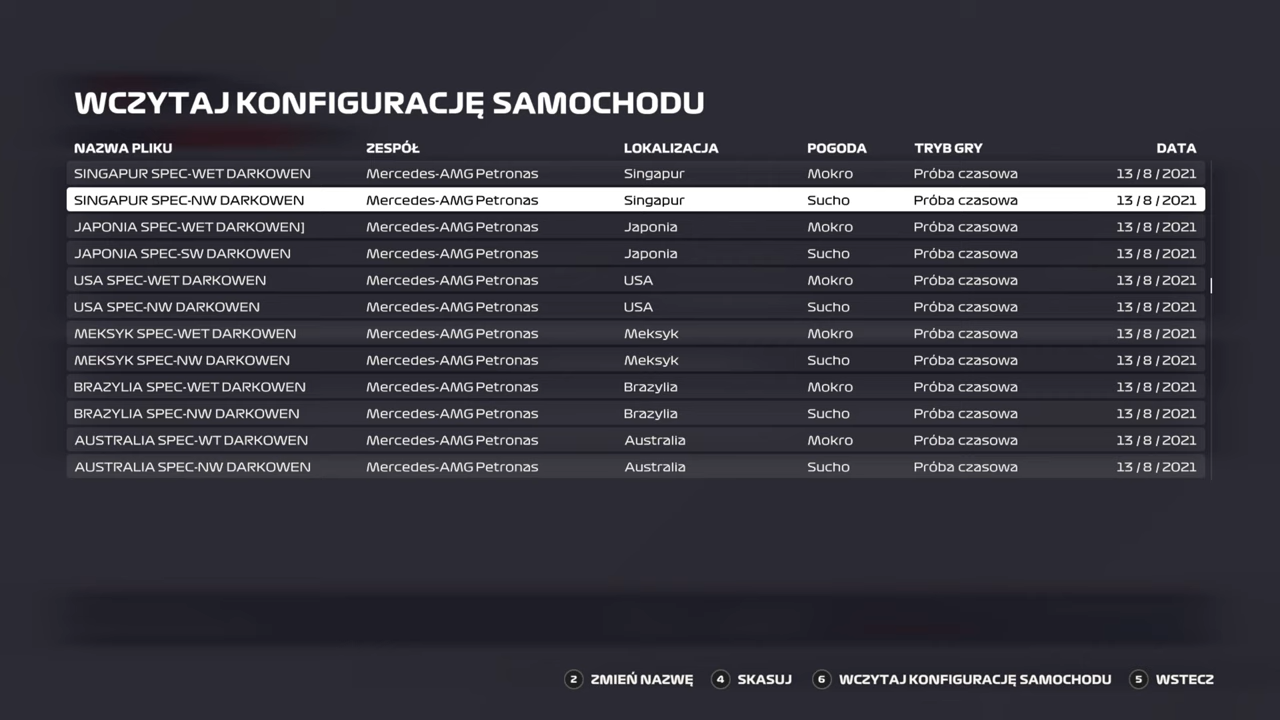 WCZYTAJ KONFIGURACJĘ SAMOCHODU
NAZWA PLIKU ZESPÓŁ LOKALIZACJA POGODA TRYB GRY DATA
SINGAPUR SPEC-WET DARKOWEN Mercedes-AMG Petronas Singapur Mokro Próba czasowa 13/8/2021
SINGAPUR SPEC-NW DARKOWEN Mercedes-AMG Petronas Singapur Sucho Próba czasowa 13/8/2021
JAPONIA SPEC-WET DARKOWEN] Mercedes-AMG Petronas Japonia Mokro Próba czasowa 13/8/2021
JAPONIA SPEC-SW DARKOWEN Mercedes-AMG Petronas Japonia Sucho Próba czasowa 13/8/2021
USA SPEC-WET DARKOWEN Mercedes-AMG Petronas USA Mokro Próba czasowa 13/8/2021
USA SPEC-NW DARKOWEN Mercedes-AMG Petronas USA Sucho Próba czasowa 13/8/2021
MEKSYK SPEC-WET DARKOWEN Mercedes-AMG Petronas Meksyk Mokro Próba czasowa 13/8/2021
MEKSYK SPEC-NW DARKOWEN Mercedes-AMG Petronas Meksyk Sucho Próba czasowa 13/8/2021
BRAZYLIA SPEC-WET DARKOWEN Mercedes-AMG Petronas Brazylia Mokro Próba czasowa 13/8/2021
BRAZYLIA SPEC-NW DARKOWEN Mercedes-AMG Petronas Brazylia Sucho Próba czasowa 13/8/2021
AUSTRALIA SPEC-WT DARKOWEN Mercedes-AMG Petronas Australia Mokro Próba czasowa 13/8/2021
AUSTRALIA SPEC-NW DARKOWEN Mercedes-AMG Petronas Australia Sucho Próba czasowa 13/8/2021
2 ZMIEŃ NAZWĘ 4 SKASUJ 6 WCZYTAJ KONFIGURACJĘ SAMOCHODU 5 WSTECZ